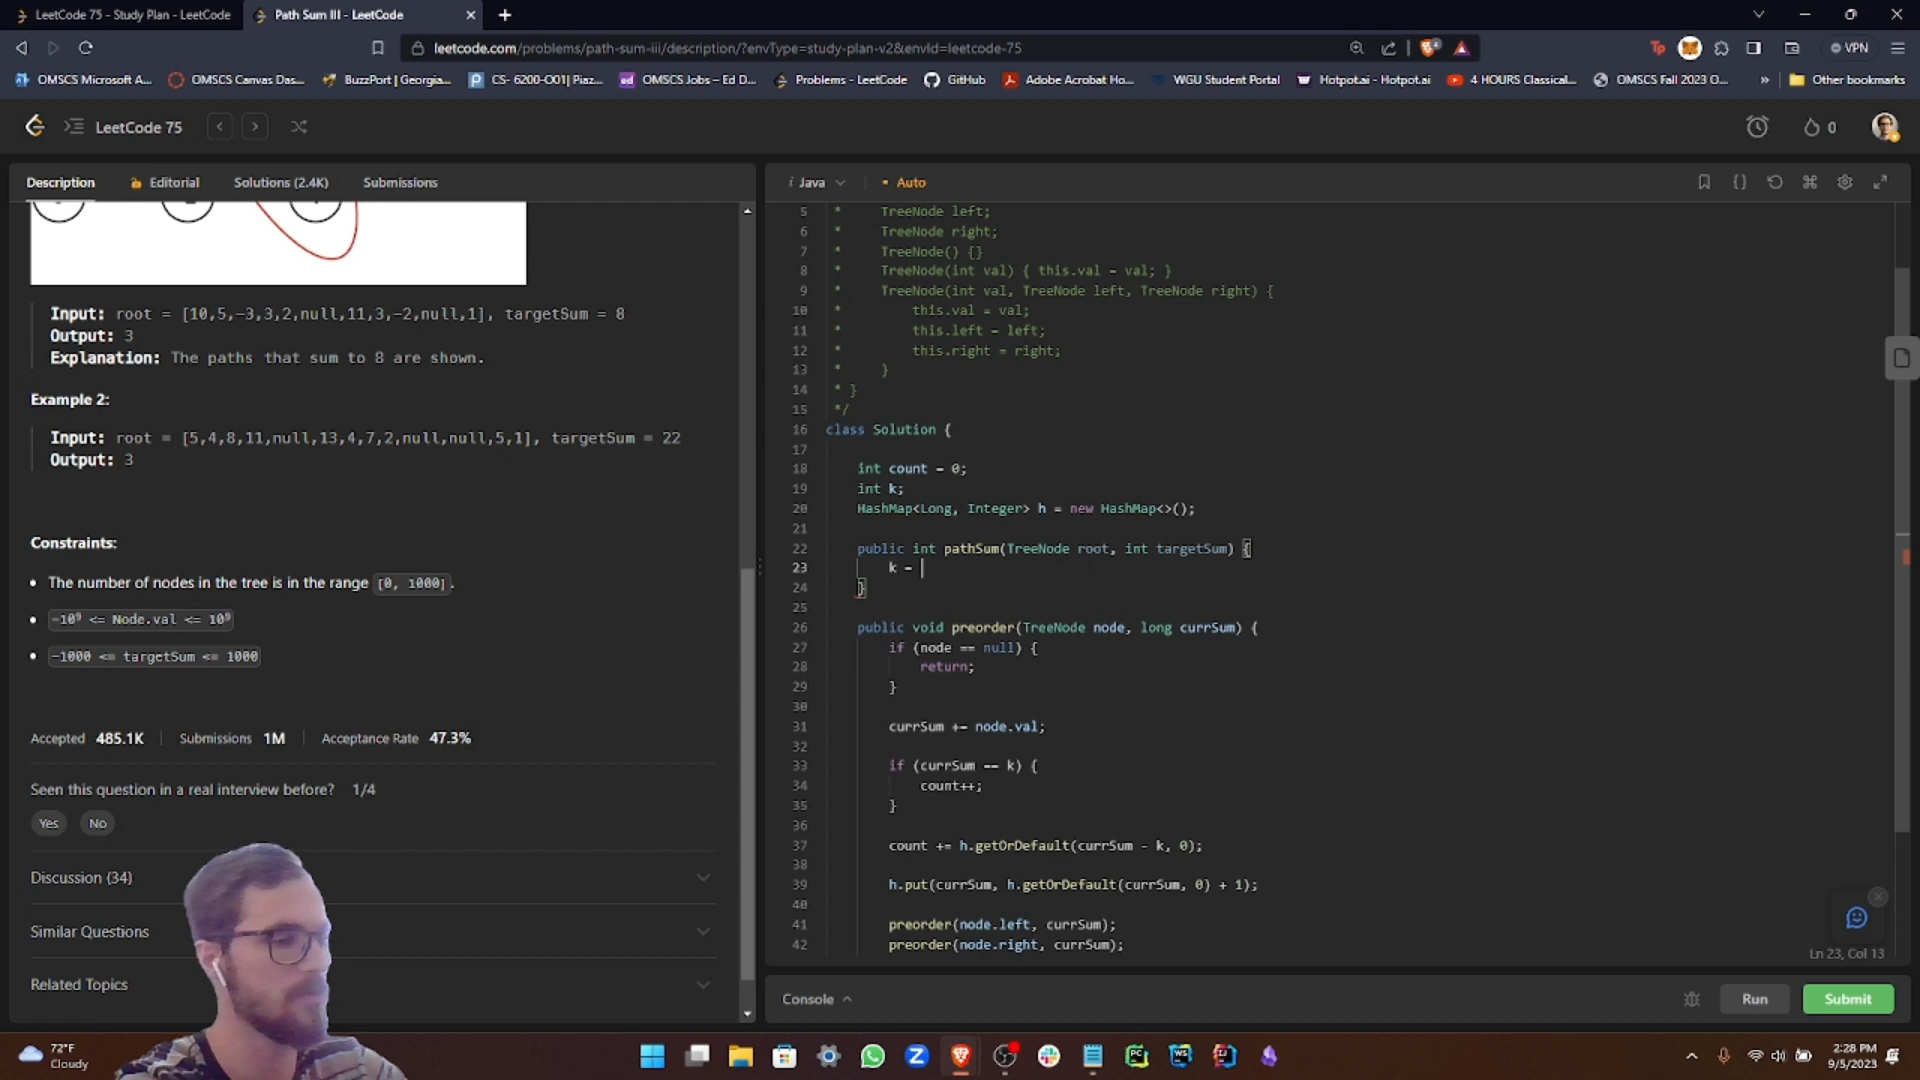 LeetCode 75 - Study Plan - LeetCode
Path Sum III - LeetCode
leetcode.com/problems/path-sum-iii/description/?envType=study-plan-v2&envId=leetcode-75
VPN
OMSCS Microsoft A...
OMSCS Canvas Das...
BuzzPort | Georgia...
CS- 6200-O01| Piaz...
OMSCS Jobs – Ed D...
Problems - LeetCode
GitHub
Adobe Acrobat Ho...
WGU Student Portal
Hotpot.ai - Hotpot.ai
4 HOURS Classical...
OMSCS Fall 2023 O...
»
Other bookmarks
LeetCode 75
0
Description
Editorial
Solutions (2.4K)
Submissions
Input: root = [10,5,-3,3,2,null,11,3,-2,null,1], targetSum = 8
Output: 3
Explanation: The paths that sum to 8 are shown.
Example 2:
Input: root = [5,4,8,11,null,13,4,7,2,null,null,5,1], targetSum = 22
Output: 3
Constraints:
• The number of nodes in the tree is in the range [0, 1000].
• -10⁹ <= Node.val <= 10⁹
• -1000 <= targetSum <= 1000
Accepted 485.1K | Submissions 1M | Acceptance Rate 47.3%
Seen this question in a real interview before? 1/4
Yes No
Discussion (34)
Similar Questions
Related Topics
i Java
• Auto
5 * TreeNode left;
6 * TreeNode right;
7 * TreeNode() {}
8 * TreeNode(int val) { this.val = val; }
9 * TreeNode(int val, TreeNode left, TreeNode right) {
10 * this.val = val;
11 * this.left = left;
12 * this.right = right;
13 * }
14 * }
15 */
16 class Solution {
17
18 int count = 0;
19 int k;
20 HashMap<Long, Integer> h = new HashMap<>();
21
22 public int pathSum(TreeNode root, int targetSum) {
23 k =
24 }
25
26 public void preorder(TreeNode node, long currSum) {
27 if (node == null) {
28 return;
29 }
30
31 currSum += node.val;
32
33 if (currSum == k) {
34 count++;
35 }
36
37 count += h.getOrDefault(currSum - k, 0);
38
39 h.put(currSum, h.getOrDefault(currSum, 0) + 1);
40
41 preorder(node.left, currSum);
42 preorder(node.right, currSum);
Ln 23, Col 13
Console
Run
Submit
72°F
Cloudy
2:28 PM
9/5/2023